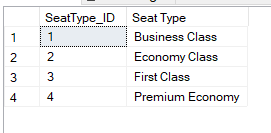 SeatType_ID Seat Type
1 1 Business Class
2 2 Economy Class
3 3 First Class
4 4 Premium Economy